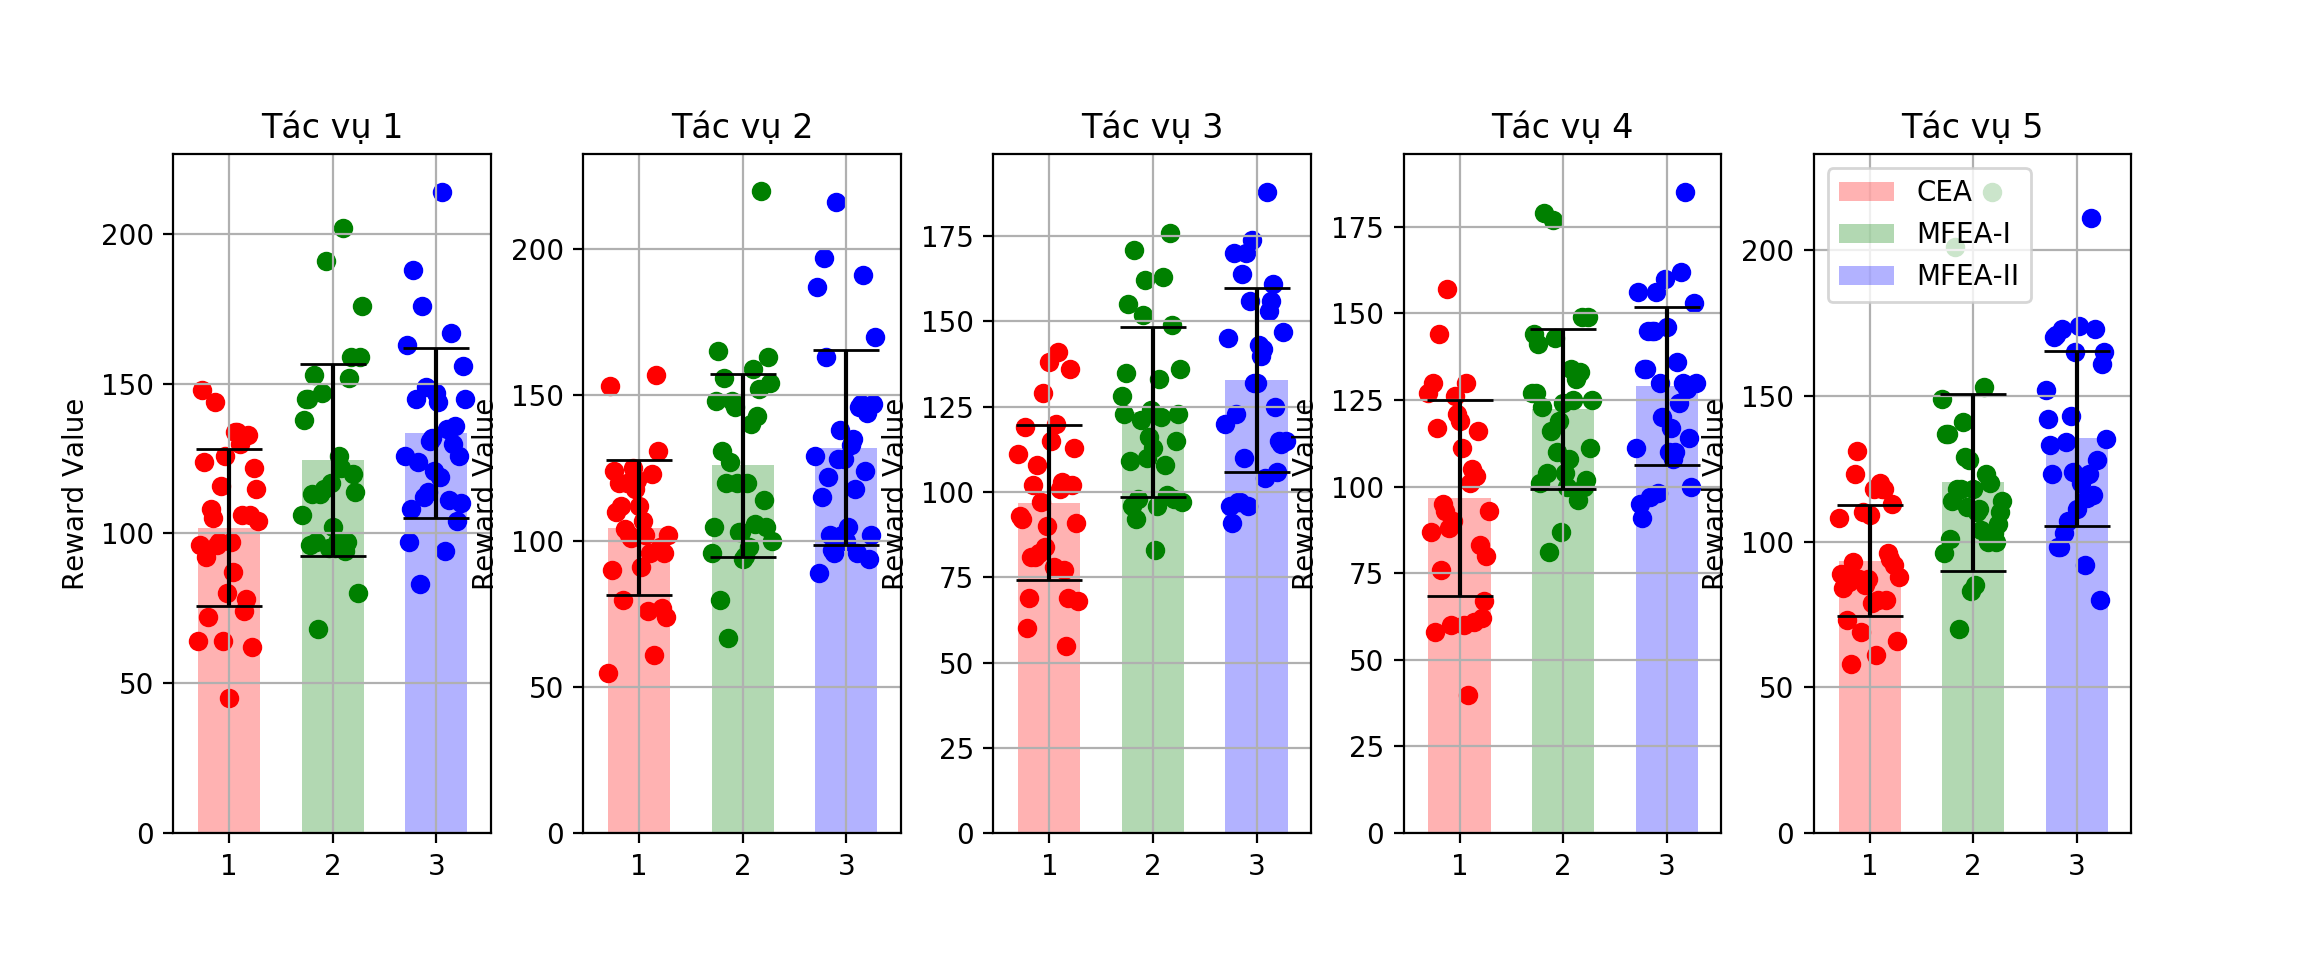 Tác vụ 1
Reward Value
200
150
100
50
0
1 2 3
Tác vụ 2
Reward Value
200
150
100
50
0
1 2 3
Tác vụ 3
Reward Value
175
150
125
100
75
50
25
0
1 2 3
Tác vụ 4
Reward Value
175
150
125
100
75
50
25
0
1 2 3
Tác vụ 5
Reward Value
200
150
100
50
0
1 2 3
CEA
MFEA-I
MFEA-II